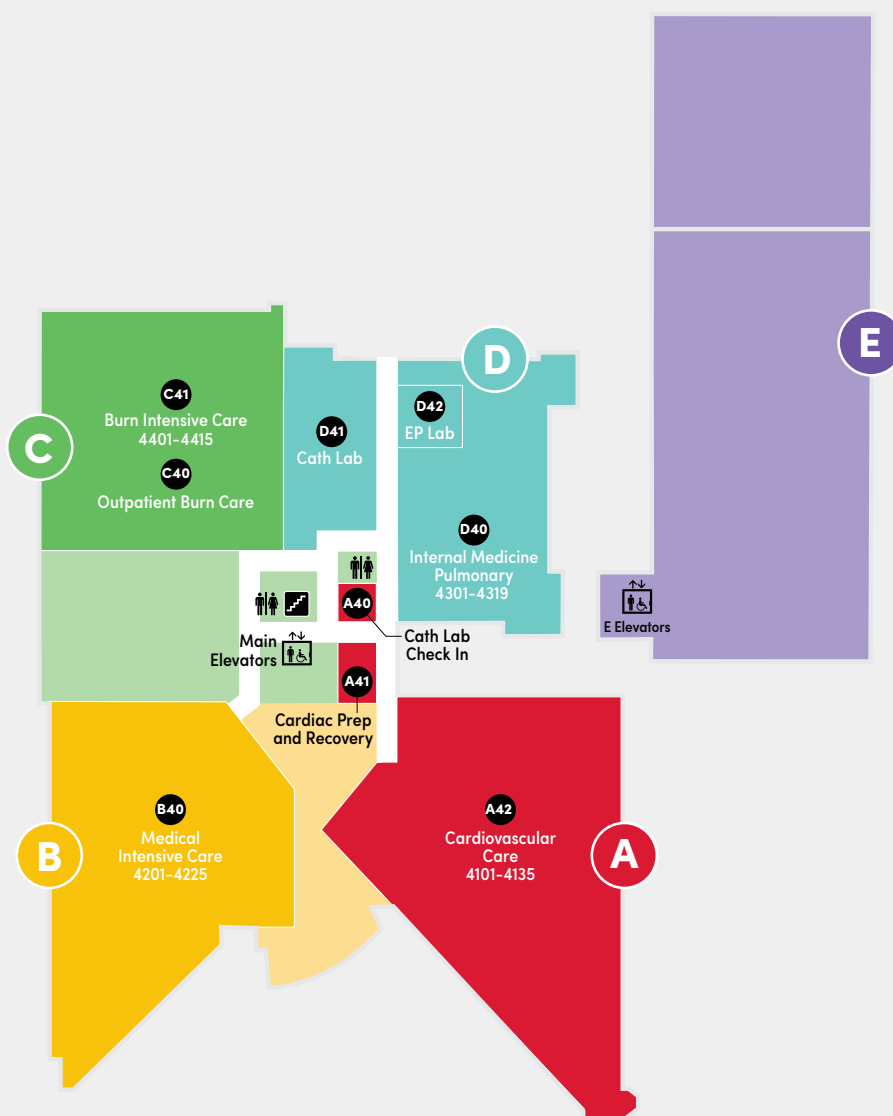 E
D
C41
Burn Intensive Care
4401-4415
C
C40
Outpatient Burn Care
D41
Cath Lab
D42
EP Lab
D40
Internal Medicine
Pulmonary
4301-4319
A40
Cath Lab
Check In
E Elevators
Main
Elevators
A41
Cardiac Prep
and Recovery
B40
Medical
Intensive Care
4201-4225
B
A42
Cardiovascular
Care
4101-4135
A